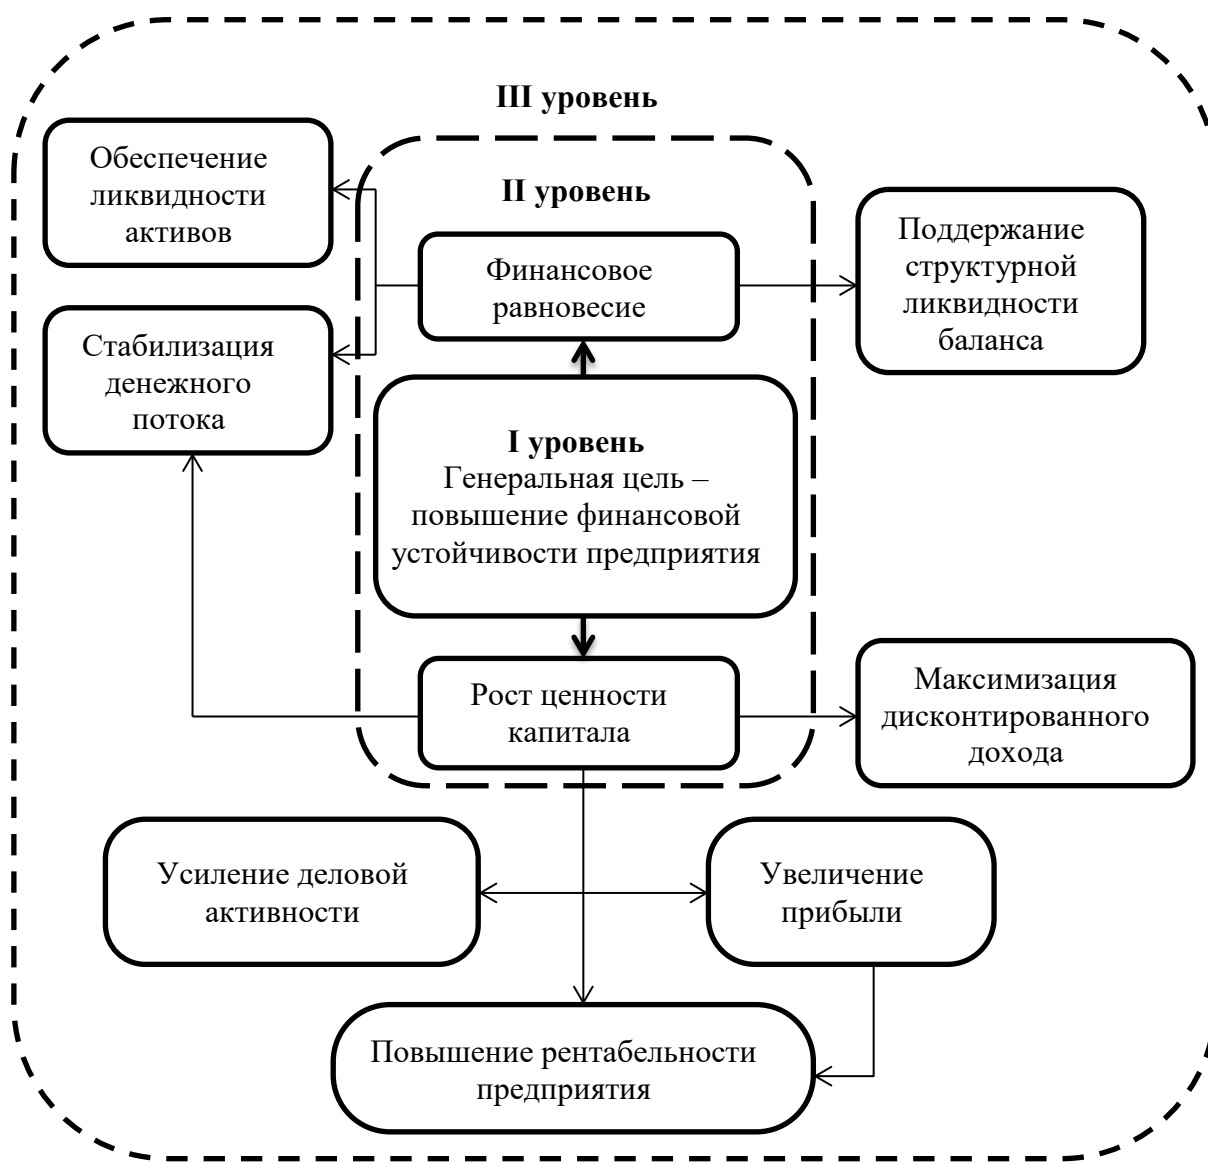 III уровень
Обеспечение
ликвидности
активов
II уровень
Финансовое
равновесие
Поддержание
структурной
ликвидности
баланса
Стабилизация
денежного
потока
I уровень
Генеральная цель –
повышение финансовой
устойчивости предприятия
Рост ценности
капитала
Максимизация
дисконтированного
дохода
Усиление деловой
активности
Увеличение
прибыли
Повышение рентабельности
предприятия